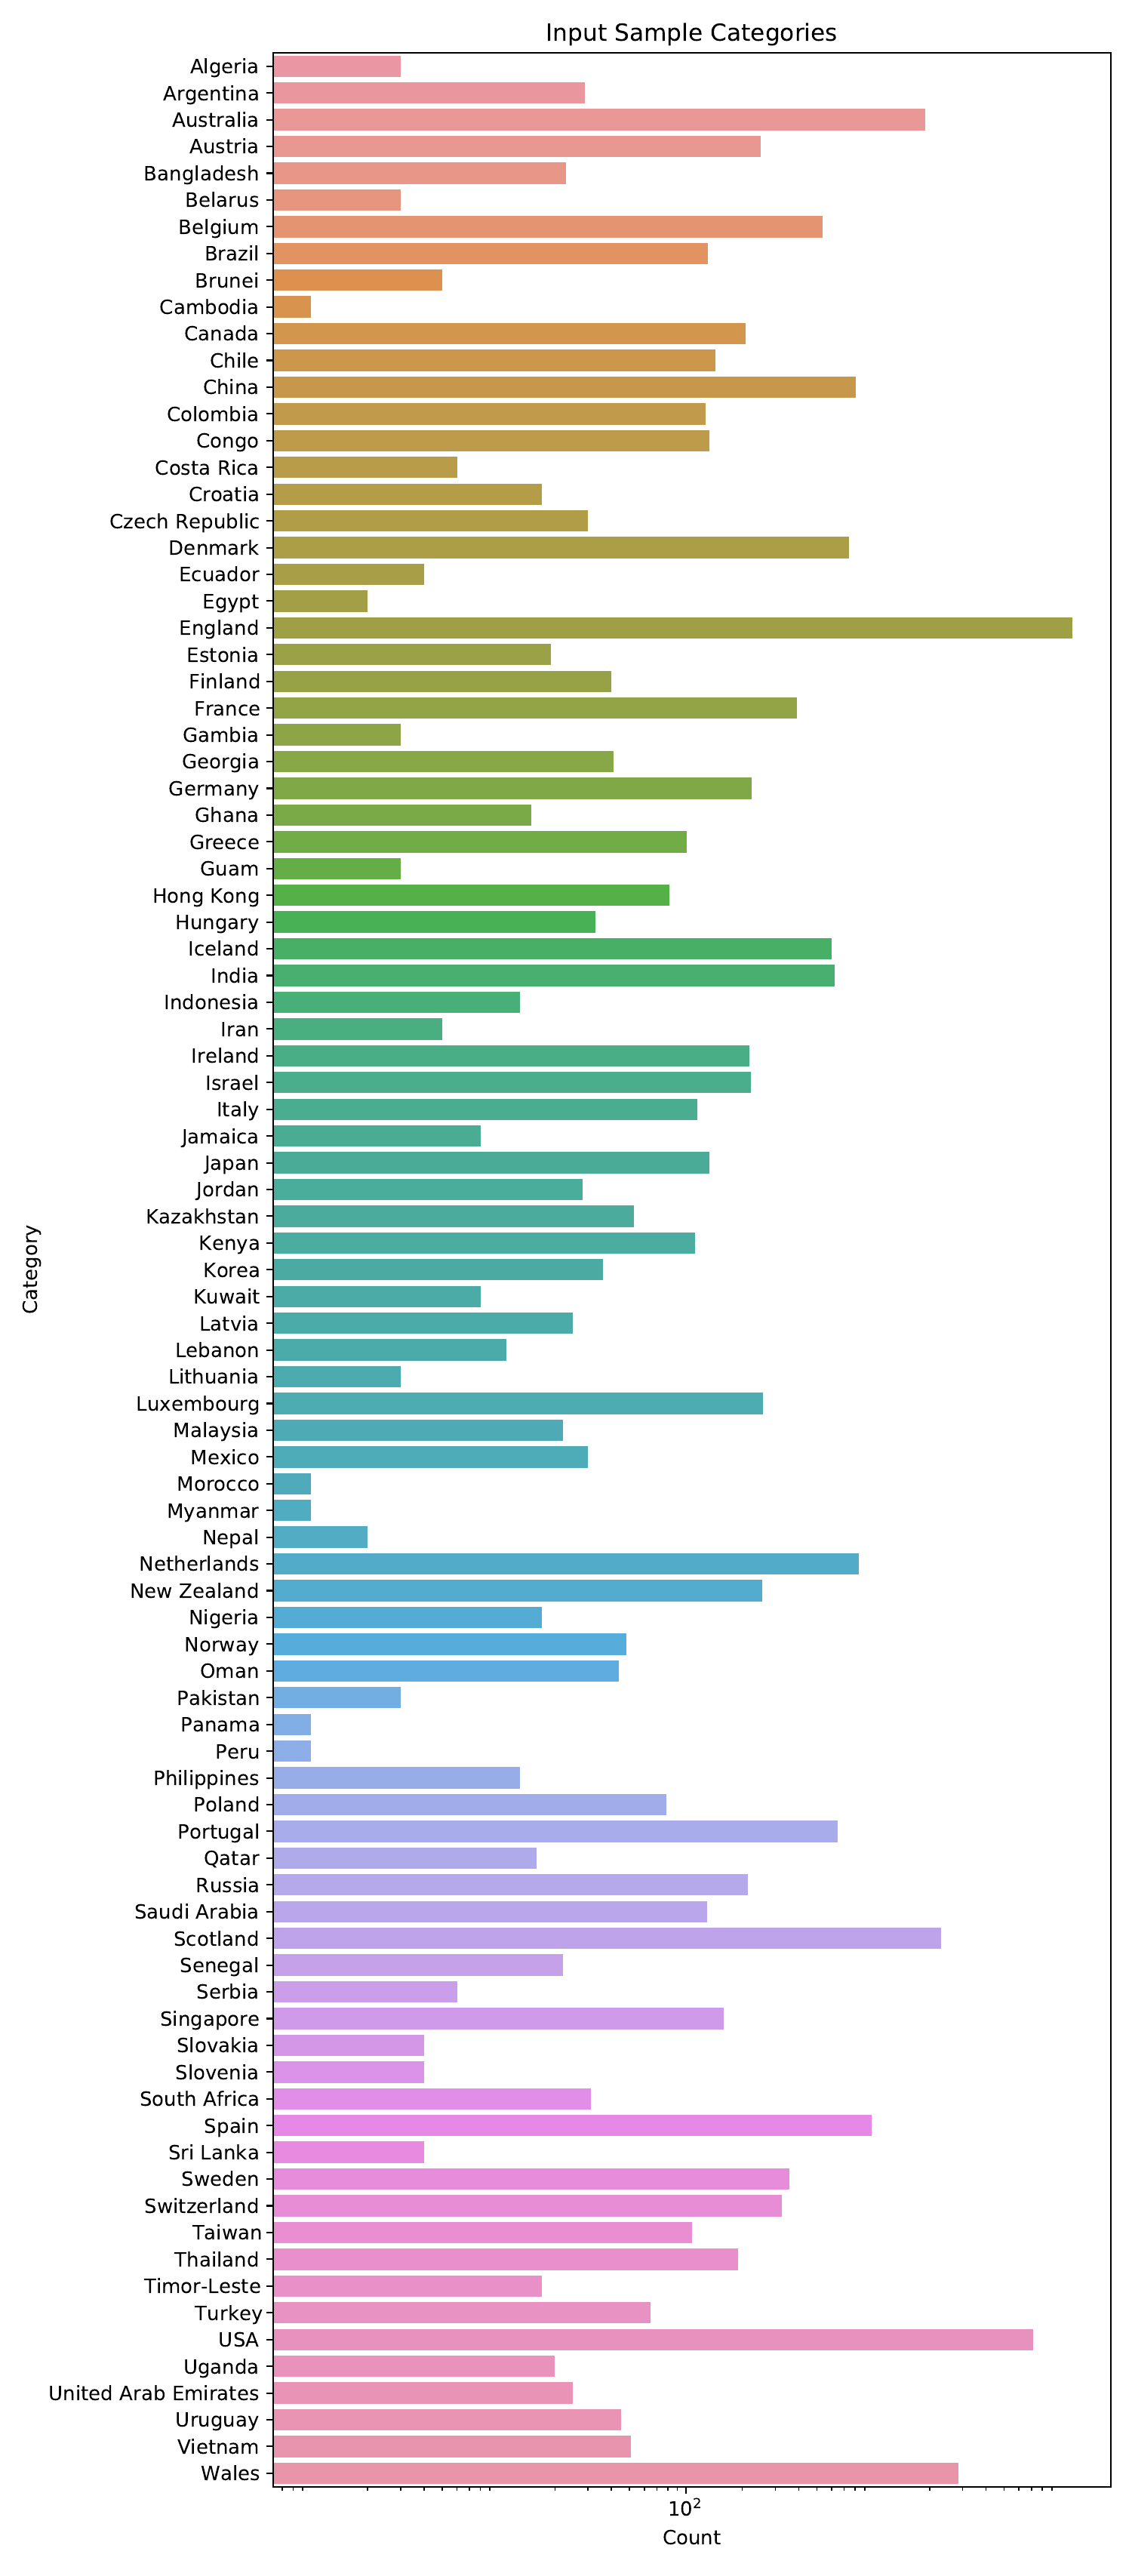 Input Sample Categories
Algeria
Argentina
Australia
Austria
Bangladesh
Belarus
Belgium
Brazil
Brunei
Cambodia
Canada
Chile
China
Colombia
Congo
Costa Rica
Croatia
Czech Republic
Denmark
Ecuador
Egypt
England
Estonia
Finland
France
Gambia
Georgia
Germany
Ghana
Greece
Guam
Hong Kong
Hungary
Iceland
India
Indonesia
Iran
Ireland
Israel
Italy
Jamaica
Japan
Jordan
Kazakhstan
Kenya
Korea
Kuwait
Latvia
Lebanon
Lithuania
Luxembourg
Malaysia
Mexico
Morocco
Myanmar
Nepal
Netherlands
New Zealand
Nigeria
Norway
Oman
Pakistan
Panama
Peru
Philippines
Poland
Portugal
Qatar
Russia
Saudi Arabia
Scotland
Senegal
Serbia
Singapore
Slovakia
Slovenia
South Africa
Spain
Sri Lanka
Sweden
Switzerland
Taiwan
Thailand
Timor-Leste
Turkey
USA
Uganda
United Arab Emirates
Uruguay
Vietnam
Wales
Category
10²
Count